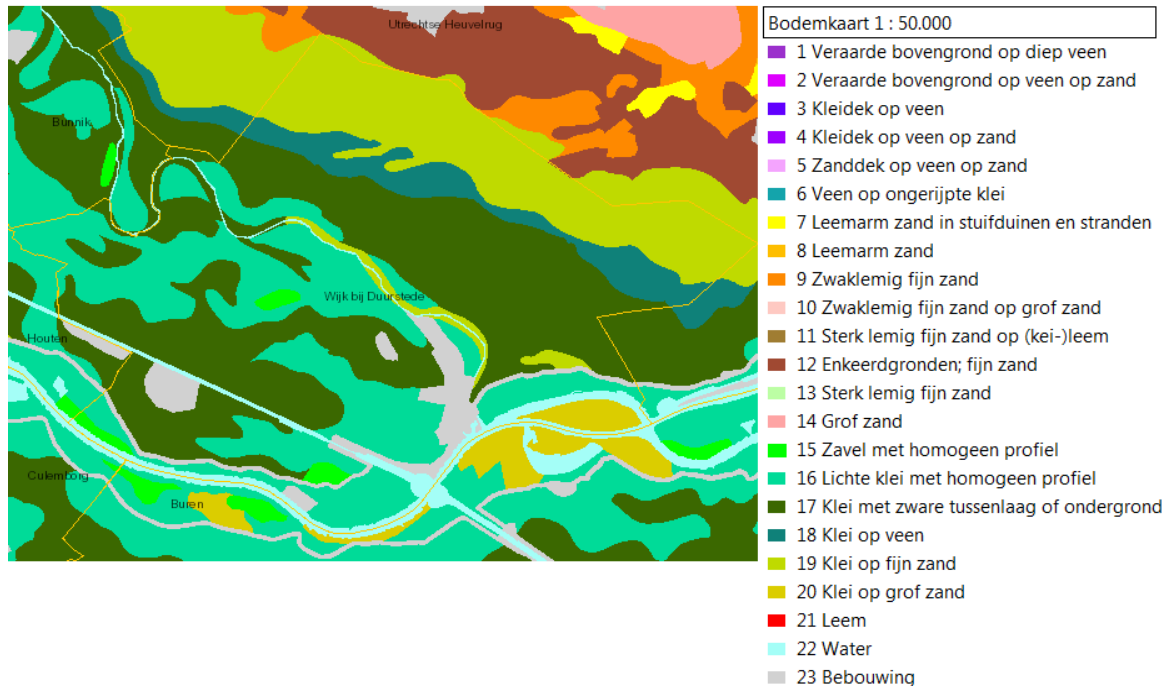 Utrechtse Heuvelrug
Bunnik
Wijk bij Duurstede
Houten
Culemborg
Buren
Bodemkaart 1 : 50.000
1 Veraarde bovengrond op diep veen
2 Veraarde bovengrond op veen op zand
3 Kleidek op veen
4 Kleidek op veen op zand
5 Zanddek op veen op zand
6 Veen op ongerijpte klei
7 Leemarm zand in stuifduinen en stranden
8 Leemarm zand
9 Zwaklemig fijn zand
10 Zwaklemig fijn zand op grof zand
11 Sterk lemig fijn zand op (kei-)leem
12 Enkeerdgronden; fijn zand
13 Sterk lemig fijn zand
14 Grof zand
15 Zavel met homogeen profiel
16 Lichte klei met homogeen profiel
17 Klei met zware tussenlaag of ondergrond
18 Klei op veen
19 Klei op fijn zand
20 Klei op grof zand
21 Leem
22 Water
23 Bebouwing